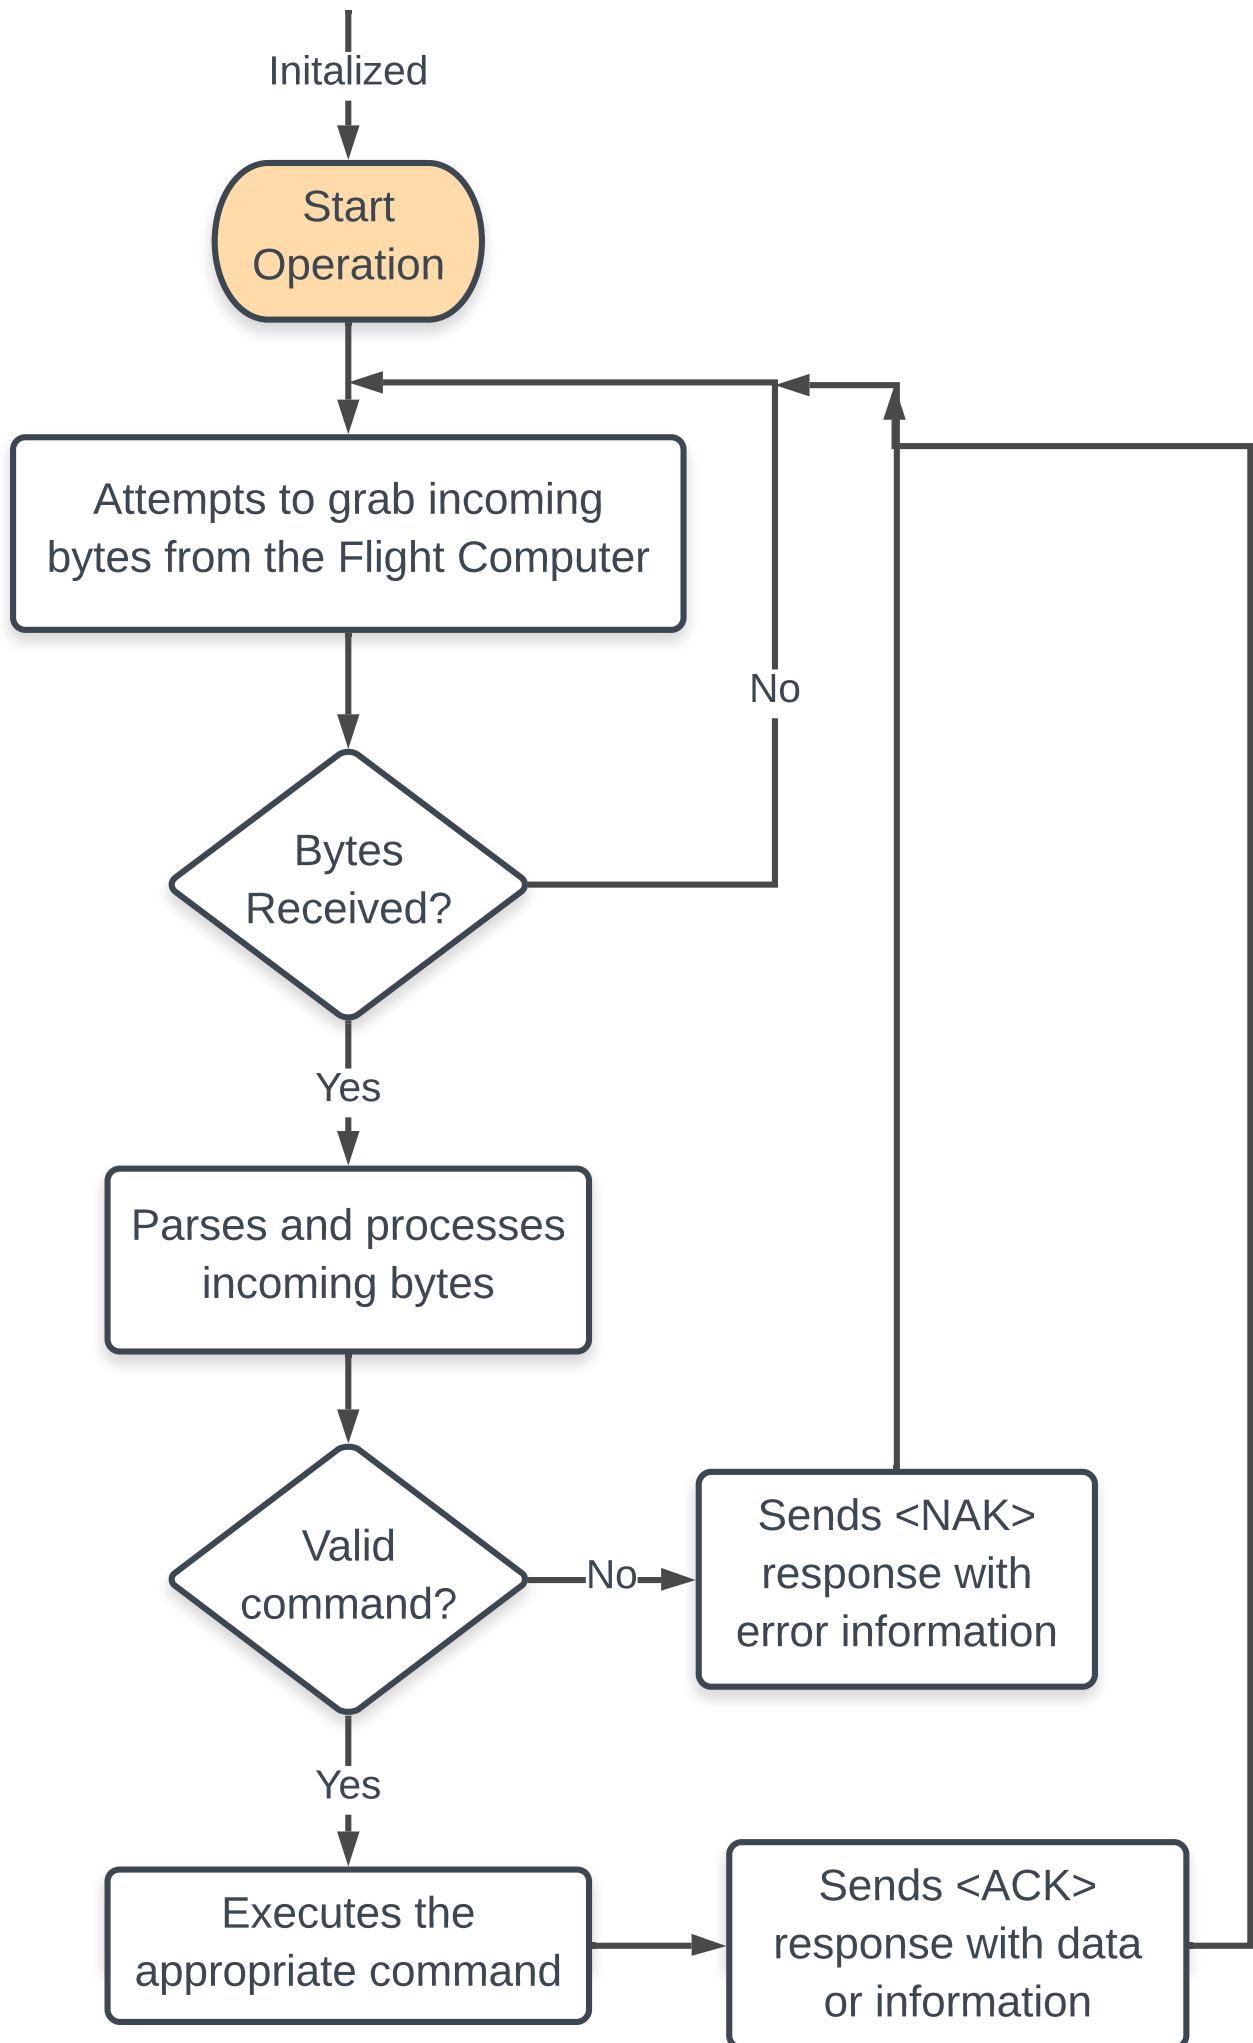 Initalized
Start
Operation
Attempts to grab incoming
bytes from the Flight Computer
No
Bytes
Received?
Yes
Parses and processes
incoming bytes
Valid
command?
No
Sends <NAK>
response with
error information
Yes
Executes the
appropriate command
Sends <ACK>
response with data
or information